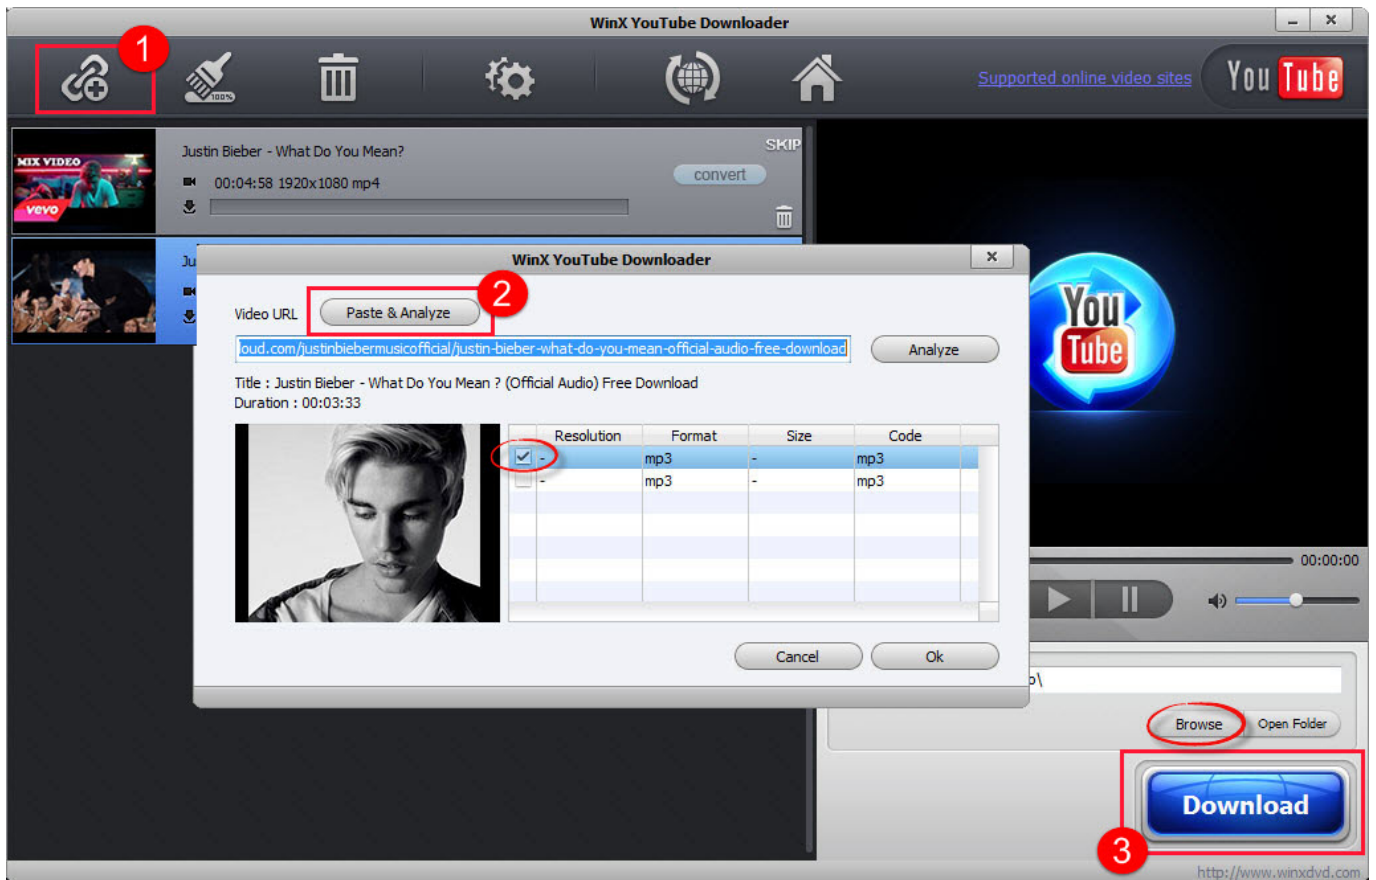 WinX YouTube Downloader
1
100%
Supported online video sites
You Tube
MIX VIDEO
vevo
Justin Bieber - What Do You Mean?
SKIP
00:04:58 1920x1080 mp4
convert
Ju
WinX YouTube Downloader
2
Video URL
Paste & Analyze
loud.com/justinbiebermusicofficial/justin-bieber-what-do-you-mean-official-audio-free-download
Analyze
Title : Justin Bieber - What Do You Mean ? (Official Audio) Free Download
Duration : 00:03:33
Resolution Format Size Code
- mp3 - mp3
- mp3 - mp3
Cancel
Ok
You
Tube
00:00:00
o\
Browse
Open Folder
Download
3
http://www.winxdvd.com